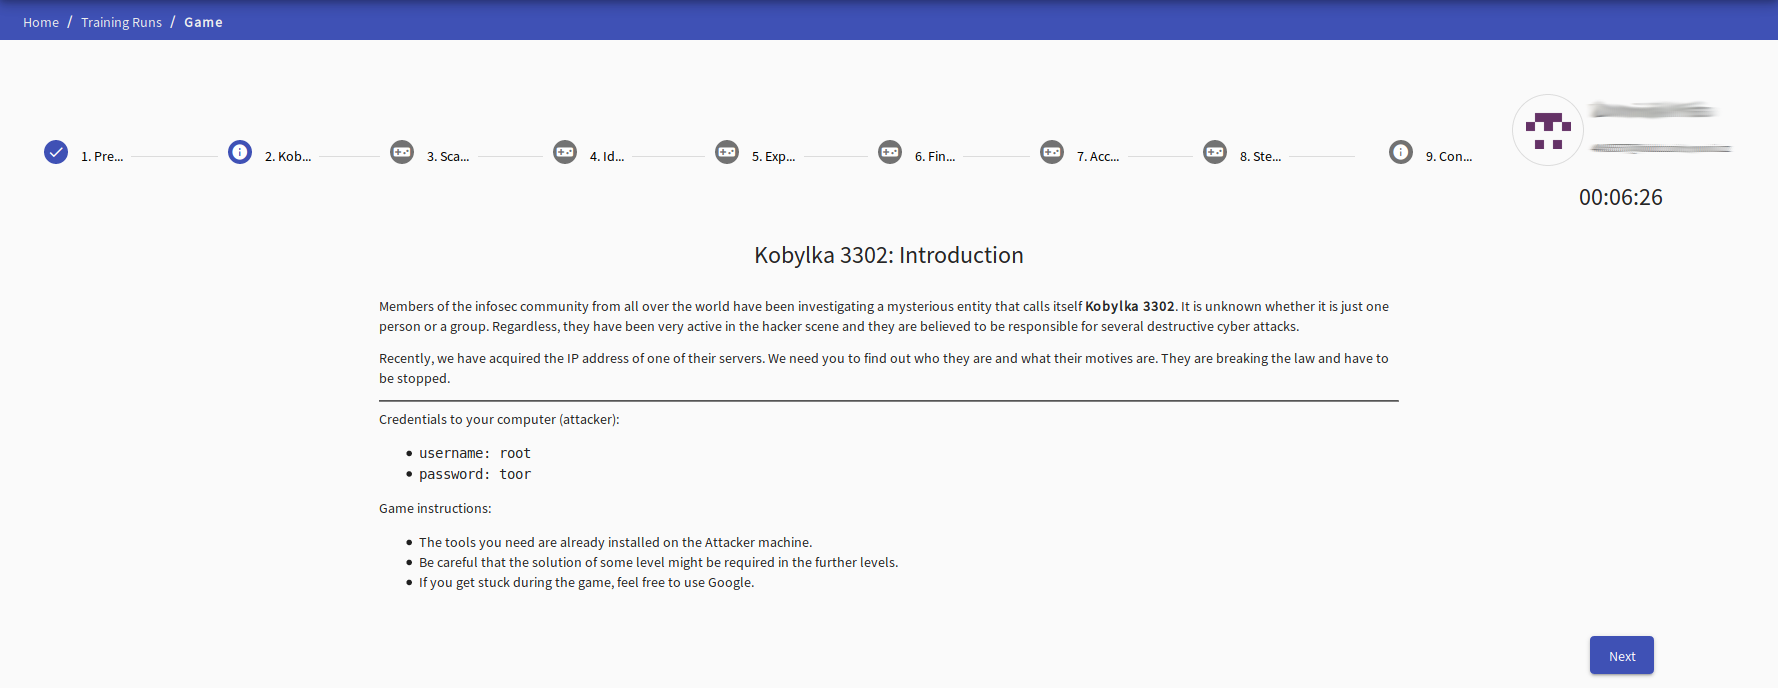 Home / Training Runs / Game
1. Pre...
2. Kob...
3. Sca...
4. Id...
5. Exp...
6. Fin...
7. Acc...
8. Ste...
9. Con...
00:06:26
Kobylka 3302: Introduction
Members of the infosec community from all over the world have been investigating a mysterious entity that calls itself Kobylka 3302. It is unknown whether it is just one
person or a group. Regardless, they have been very active in the hacker scene and they are believed to be responsible for several destructive cyber attacks.
Recently, we have acquired the IP address of one of their servers. We need you to find out who they are and what their motives are. They are breaking the law and have to
be stopped.
Credentials to your computer (attacker):
• username: root
• password: toor
Game instructions:
• The tools you need are already installed on the Attacker machine.
• Be careful that the solution of some level might be required in the further levels.
• If you get stuck during the game, feel free to use Google.
Next